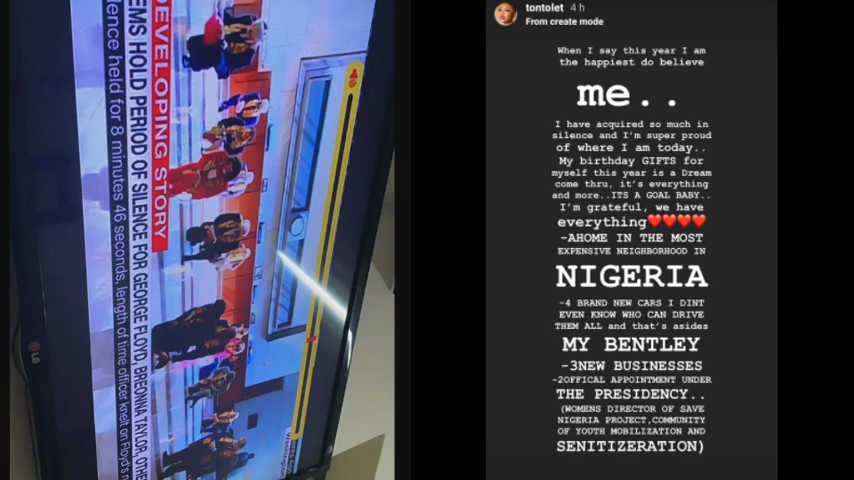 DEVELOPING STORY
EMS HOLD PERIOD OF SILENCE FOR GEORGE FLOYD, BREONNA TAYLOR, OTHE
lence held for 8 minutes 46 seconds, length of time officer knelt on Floyd's n
LG
tontolet 4 h
From create mode
When I say this year I am
the happiest do believe
me..
I have acquired so much in
silence and I'm super proud
of where I am today..
My birthday GIFTS for
myself this year is a Dream
come thru, it's everything
and more..ITS A GOAL BABY..
I'm grateful, we have
everything❤❤❤❤
-AHOME IN THE MOST
EXPENSIVE NEIGHBORHOOD IN
NIGERIA
-4 BRAND NEW CARS I DINT
EVEN KNOW WHO CAN DRIVE
THEM ALL and that's asides
MY BENTLEY
-3NEW BUSINESSES
-2OFFICAL APPOINTMENT UNDER
THE PRESIDENCY..
(WOMENS DIRECTOR OF SAVE
NIGERIA PROJECT,COMMUNITY
OF YOUTH MOBILIZATION AND
SENITIZERATION)